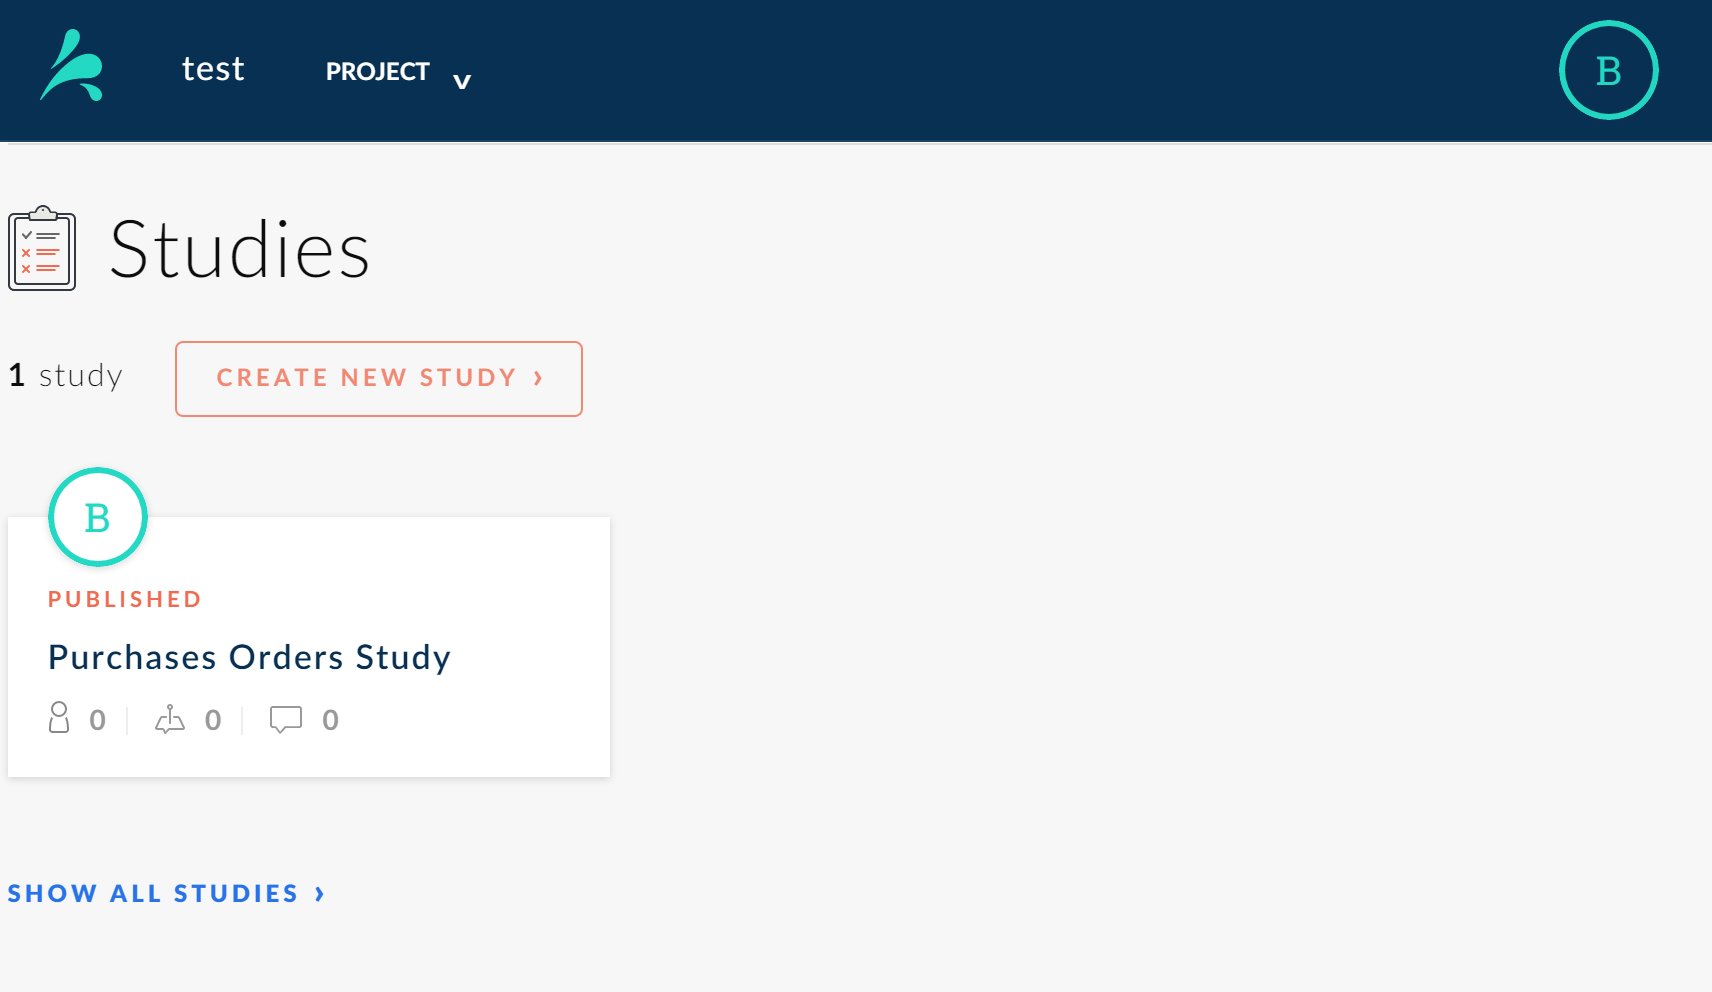 test PROJECT
B
Studies
1 study CREATE NEW STUDY ›
B
PUBLISHED
Purchases Orders Study
0 0 0
SHOW ALL STUDIES ›